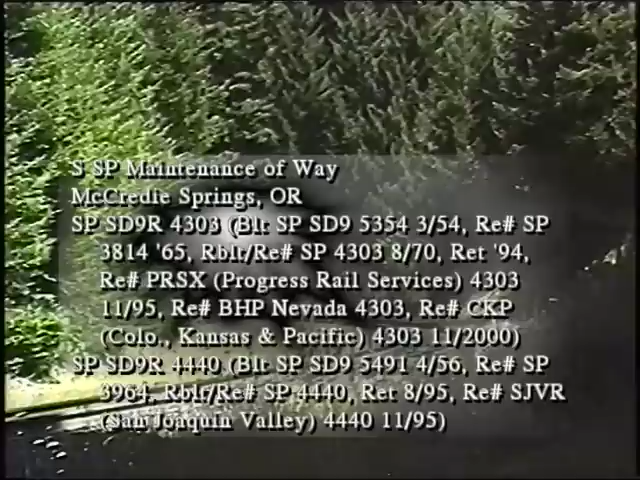 S SP Maintenance of Way
McCredie Springs, OR
SP SD9R 4303 (Blt SP SD9 5354 3/54, Re# SP
3814 '65, Rblt/Re# SP 4303 8/70, Ret '94,
Re# PRSX (Progress Rail Services) 4303
11/95, Re# BHP Nevada 4303, Re# CKP
(Colo., Kansas & Pacific) 4303 11/2000)
SP SD9R 4440 (Blt SP SD9 5491 4/56, Re# SP
3964, Rblt/Re# SP 4440, Ret 8/95, Re# SJVR
(San Joaquin Valley) 4440 11/95)